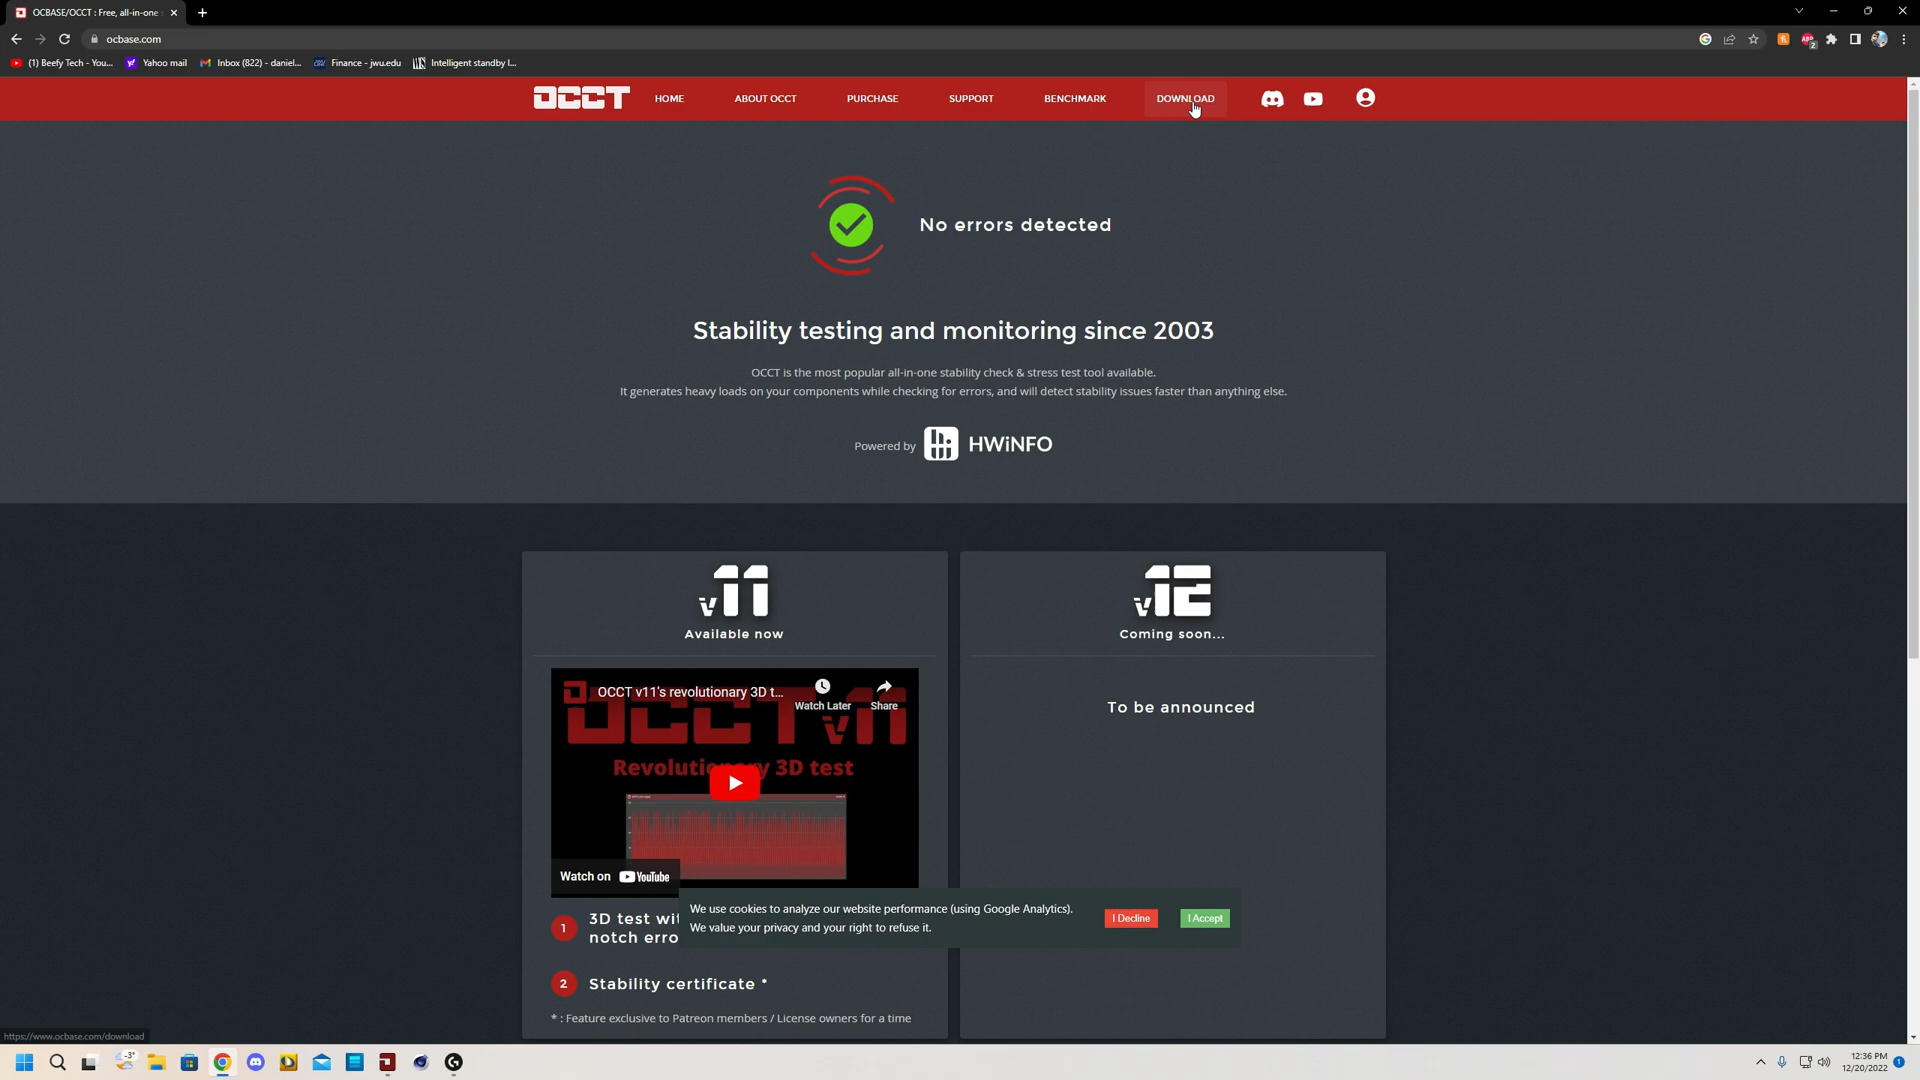 OCBASE/OCCT : Free, all-in-one
ocbase.com
(1) Beefy Tech - You...
Yahoo mail
Inbox (822) - daniel...
Finance - jwu.edu
Intelligent standby l...
OCCT
HOME
ABOUT OCCT
PURCHASE
SUPPORT
BENCHMARK
DOWNLOAD
No errors detected
Stability testing and monitoring since 2003
OCCT is the most popular all-in-one stability check & stress test tool available.
It generates heavy loads on your components while checking for errors, and will detect stability issues faster than anything else.
Powered by HWiNFO
v11
Available now
OCCT v11's revolutionary 3D t...
Watch Later
Share
OCCT v11
Revolutionary 3D test
Watch on YouTube
1
3D test wit
notch erro
2
Stability certificate *
* : Feature exclusive to Patreon members / License owners for a time
v12
Coming soon...
To be announced
We use cookies to analyze our website performance (using Google Analytics).
We value your privacy and your right to refuse it.
I Decline
I Accept
https://www.ocbase.com/download
-3°
12:36 PM
12/20/2022
1